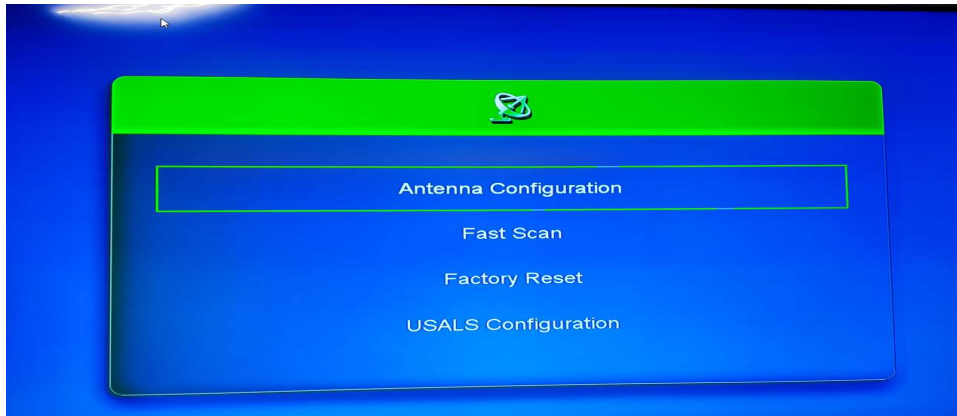 Antenna Configuration
Fast Scan
Factory Reset
USALS Configuration